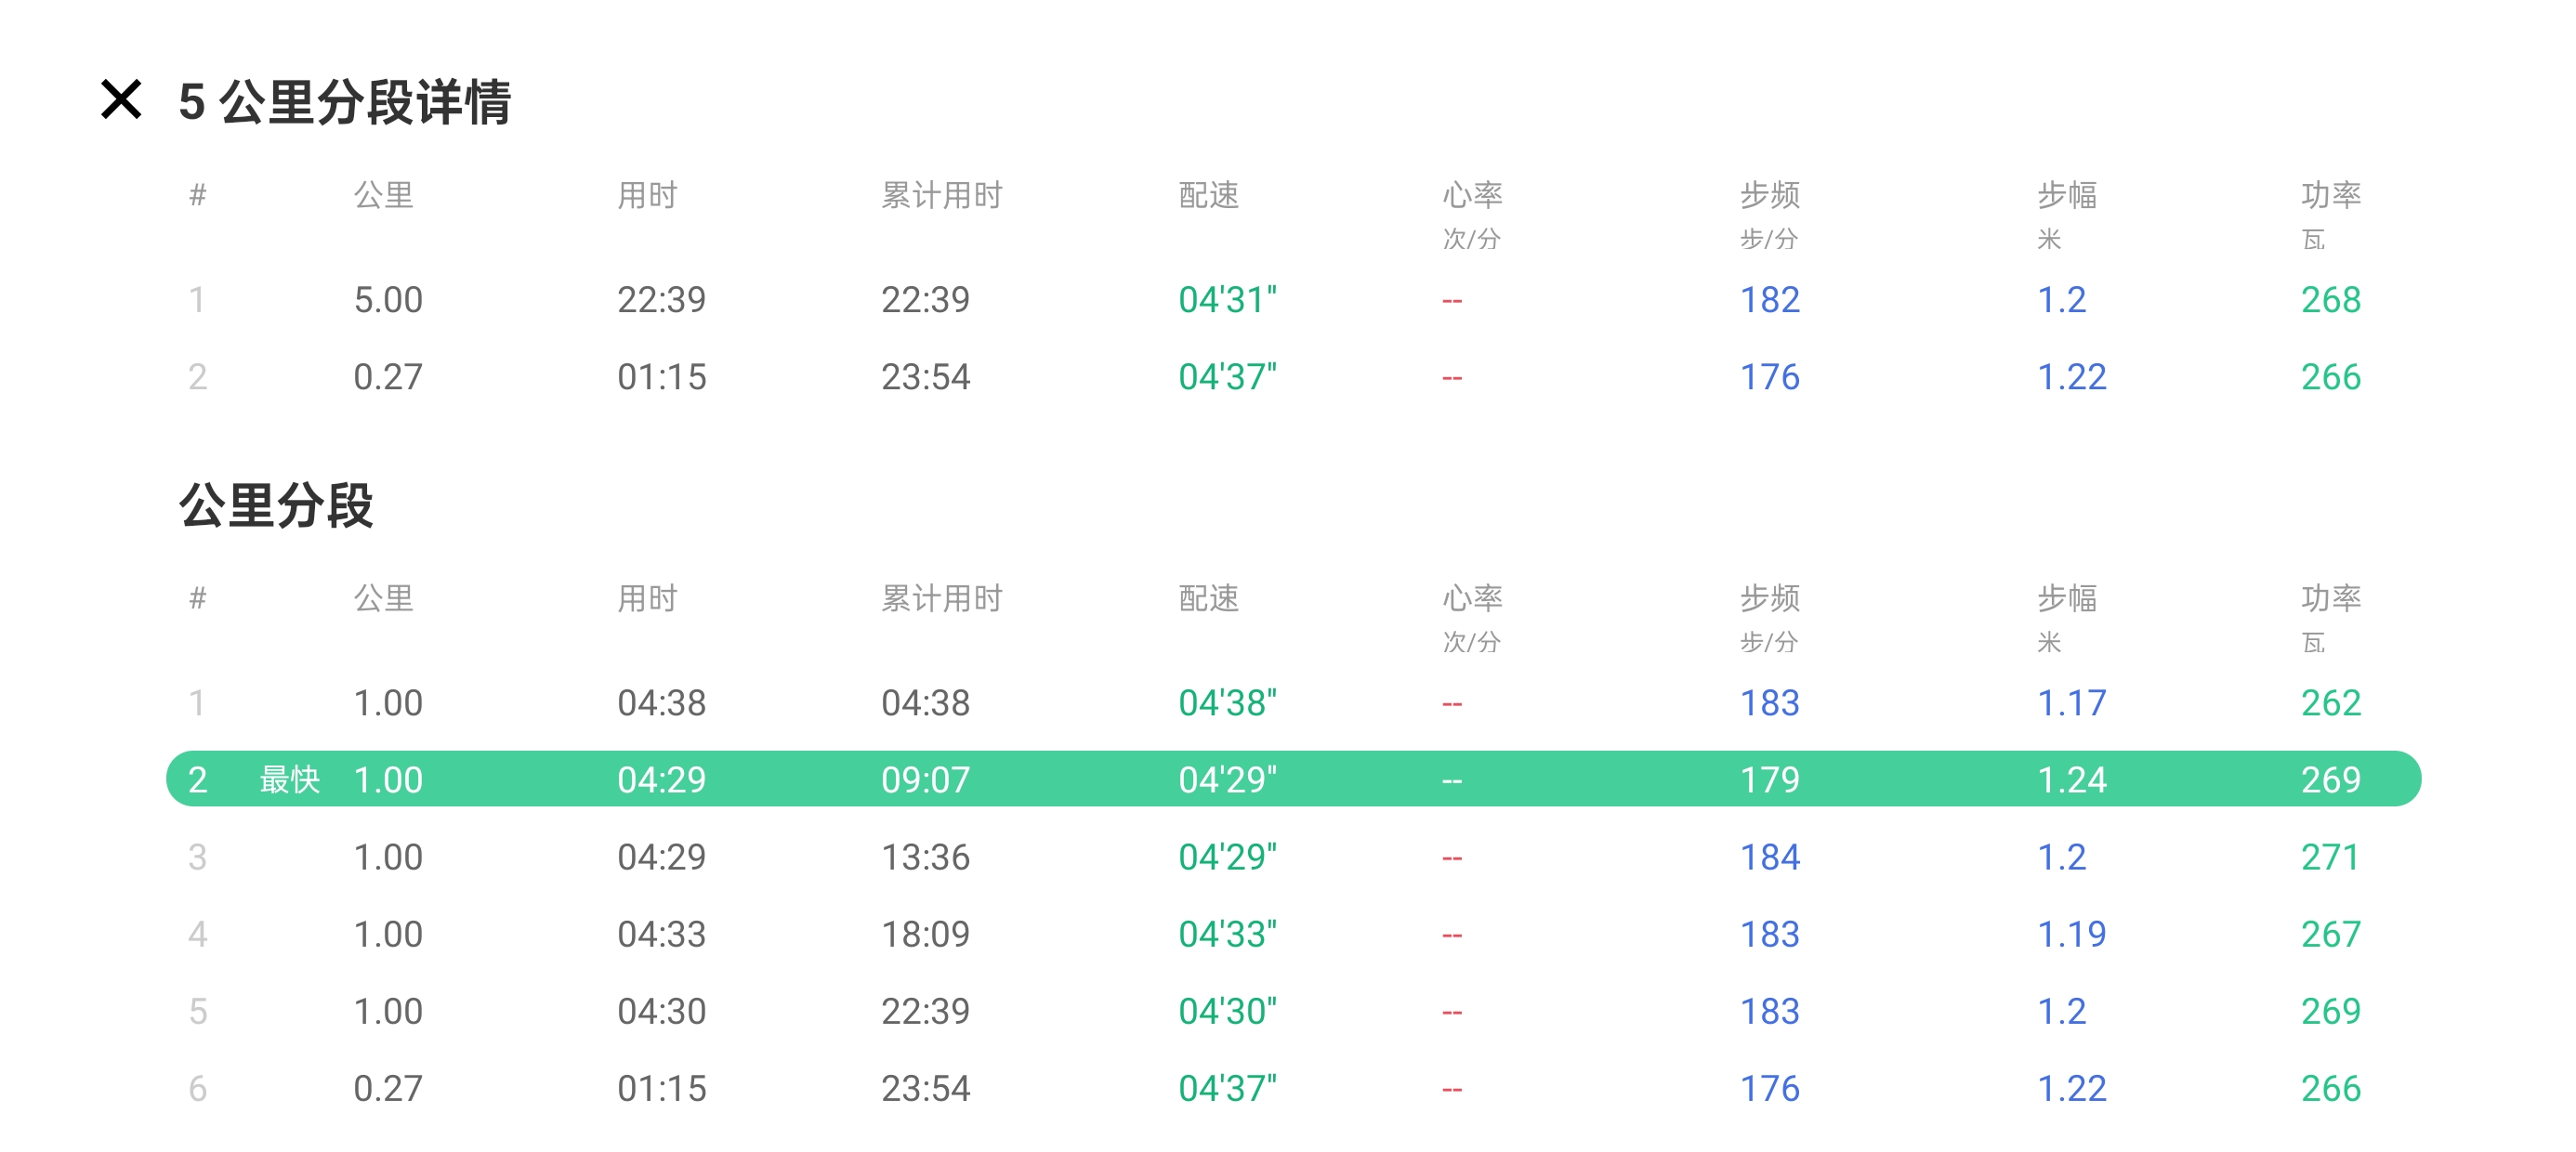 5 公里分段详情
# 公里 用时 累计用时 配速 心率 步频 步幅 功率
次/分 步/分 米 瓦
1 5.00 22:39 22:39 04'31" -- 182 1.2 268
2 0.27 01:15 23:54 04'37" -- 176 1.22 266
公里分段
# 公里 用时 累计用时 配速 心率 步频 步幅 功率
次/分 步/分 米 瓦
1 1.00 04:38 04:38 04'38" -- 183 1.17 262
2 最快 1.00 04:29 09:07 04'29" -- 179 1.24 269
3 1.00 04:29 13:36 04'29" -- 184 1.2 271
4 1.00 04:33 18:09 04'33" -- 183 1.19 267
5 1.00 04:30 22:39 04'30" -- 183 1.2 269
6 0.27 01:15 23:54 04'37" -- 176 1.22 266